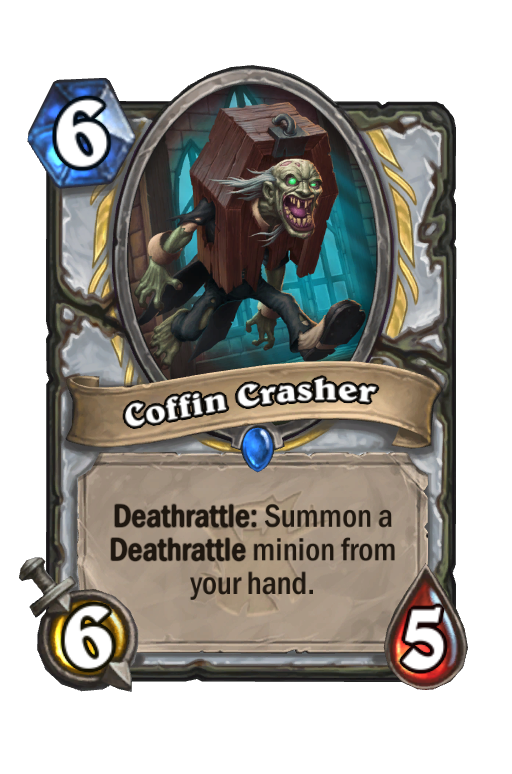 6
Coffin Crasher
Deathrattle: Summon a
Deathrattle minion from
your hand.
6
5